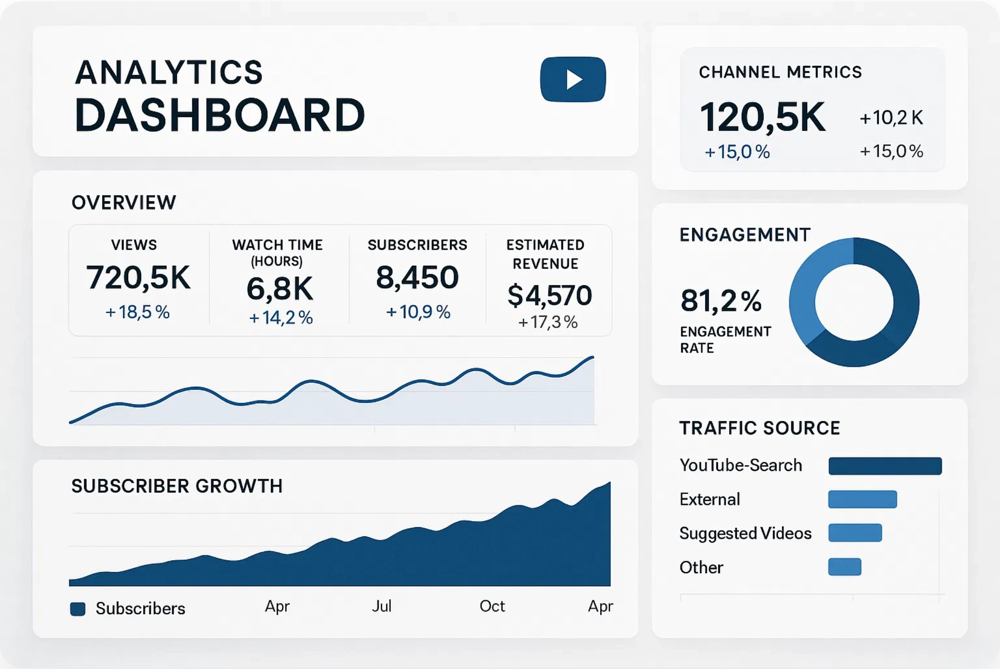 ANALYTICS
DASHBOARD
OVERVIEW
VIEWS
720,5K
+18,5%
WATCH TIME
(HOURS)
6,8K
+14,2%
SUBSCRIBERS
8,450
+10,9%
ESTIMATED
REVENUE
$4,570
+17,3%
SUBSCRIBER GROWTH
Subscribers
Apr
Jul
Oct
Apr
CHANNEL METRICS
120,5K
+10,2K
+15,0%
+15,0%
ENGAGEMENT
81,2%
ENGAGEMENT
RATE
TRAFFIC SOURCE
YouTube-Search
External
Suggested Videos
Other